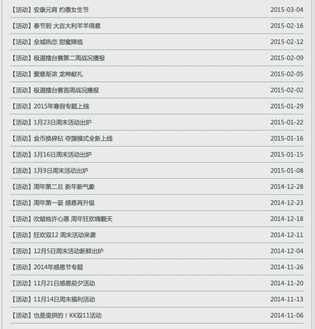 【活动】 安康元宵 约惠女生节 2015-03-04
【活动】 春节到 大吉大利羊羊得意 2015-02-16
【活动】 全城热恋 甜蜜降临 2015-02-12
【活动】 极道擂台赛第二周战况播报 2015-02-09
【活动】 爱意渐浓 龙神献礼 2015-02-05
【活动】 极道擂台赛首周战况播报 2015-02-02
【活动】 2015年寒假专题上线 2015-01-29
【活动】 1月23日周末活动出炉 2015-01-22
【活动】 金币换碎钻 夺旗模式全新上线 2015-01-16
【活动】 1月16日周末活动出炉 2015-01-15
【活动】 1月9日周末活动出炉 2015-01-08
【活动】 周年第二旦 新年新气象 2014-12-28
【活动】 周年第一诞 感恩再升级 2014-12-23
【活动】 吹蜡烛许心愿 周年狂欢嗨翻天 2014-12-18
【活动】 狂欢双12 周末活动来袭 2014-12-11
【活动】 12月5日周末活动新鲜出炉 2014-12-04
【活动】 2014年感恩节专题 2014-11-26
【活动】 11月21日感恩前夕活动 2014-11-20
【活动】 11月14日周末福利活动 2014-11-13
【活动】 也是蛮拼的！KK双11活动 2014-11-06